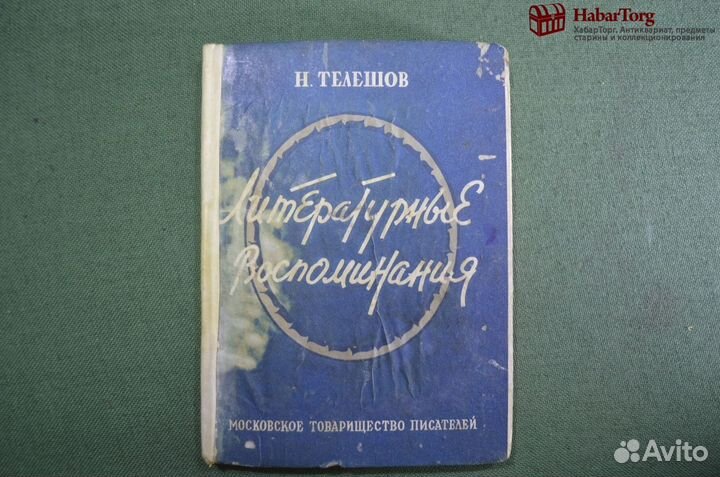 HabarTorg
ХабарТорг. Антиквариат, предметы
старины и коллекционирования
Н. ТЕЛЕШОВ
Литературные
Воспоминания
МОСКОВСКОЕ ТОВАРИЩЕСТВО ПИСАТЕЛЕЙ
Avito